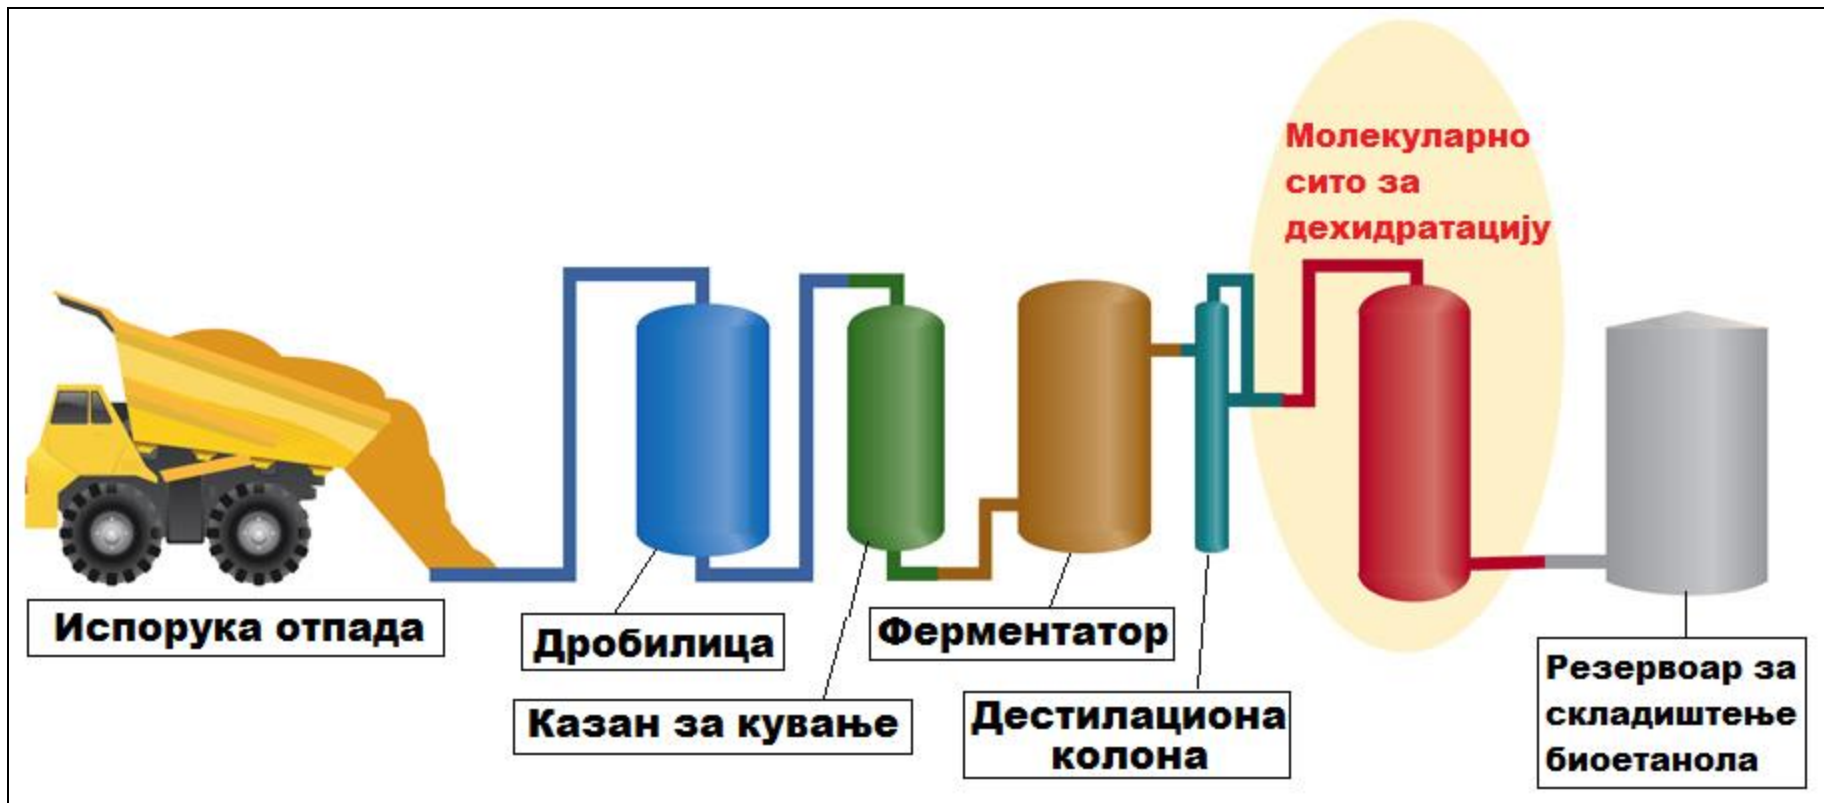 Молекуларно
сито за
дехидратацију
Испорука отпада
Дробилица
Казан за кување
Ферментатор
Дестилациона
колона
Резервоар за
складиштење
биоетанола